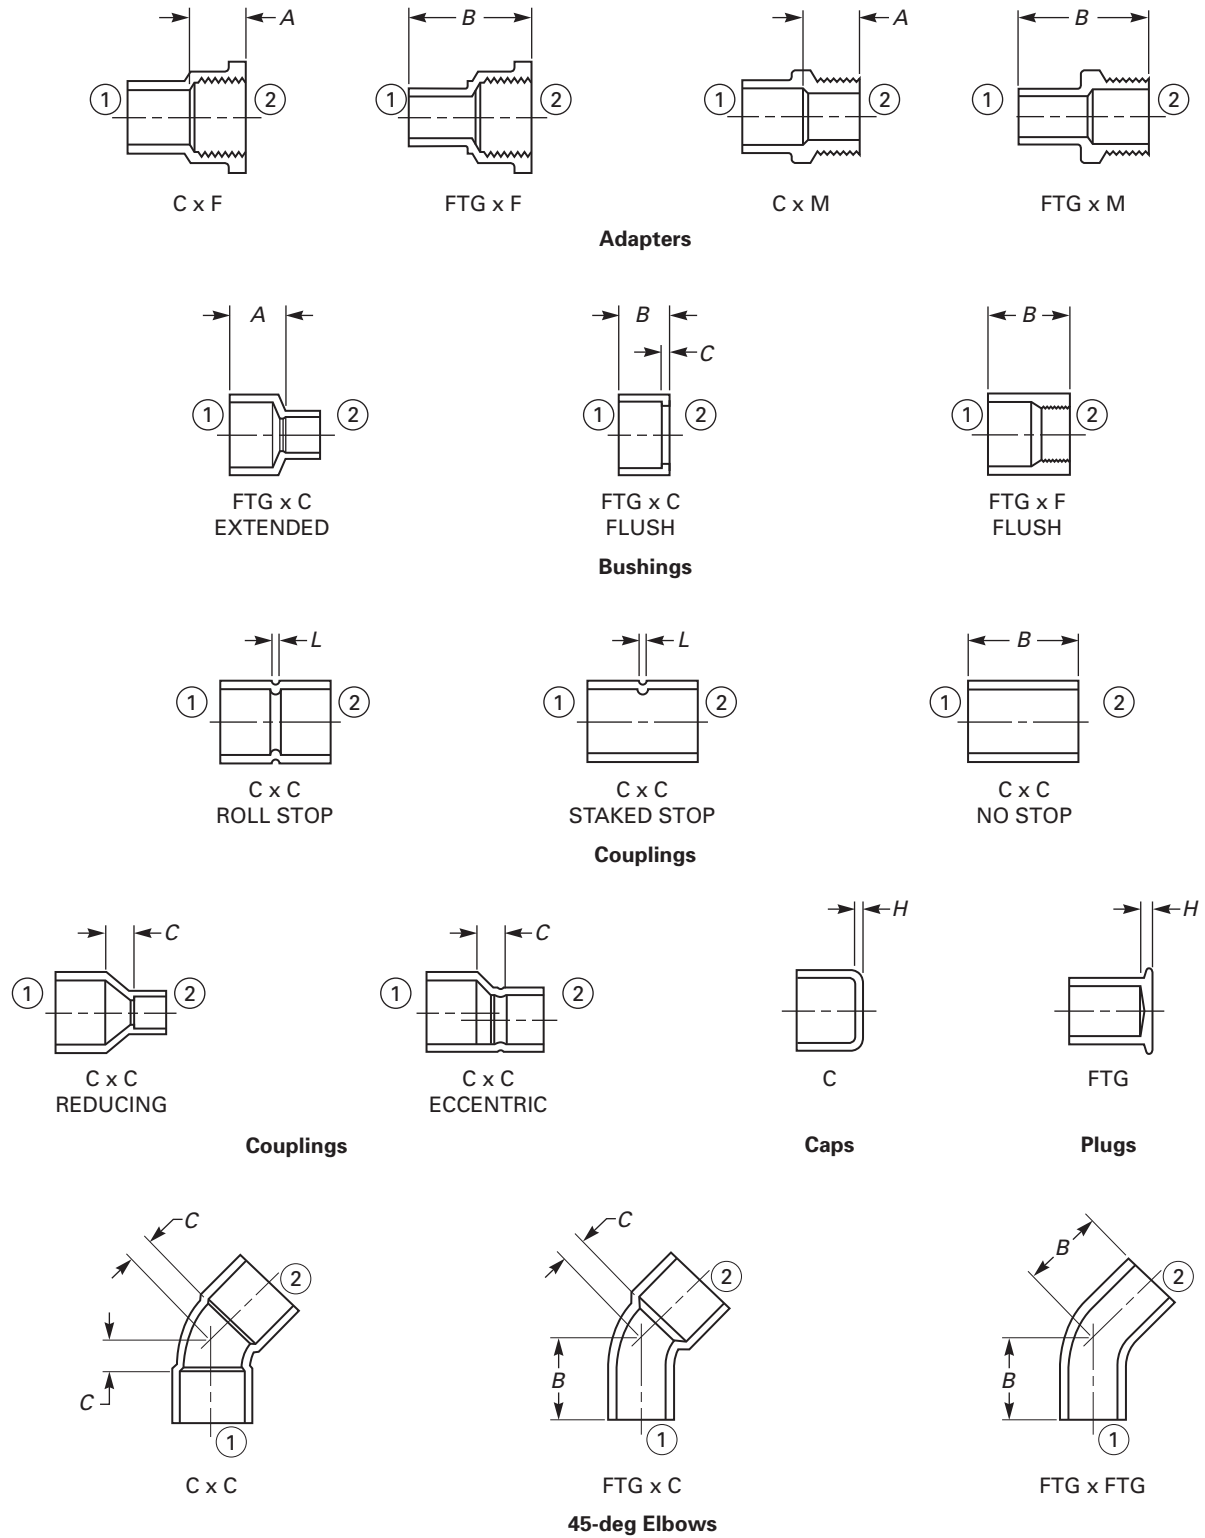 A B A B
1 2 1 2 1 2 1 2
C x F FTG x F C x M FTG x M
Adapters
A B B
C
1 2 1 2 1 2
FTG x C FTG x C FTG x F
EXTENDED FLUSH FLUSH
Bushings
L L B
1 2 1 2 1 2
C x C C x C C x C
ROLL STOP STAKED STOP NO STOP
Couplings
C C H H
1 2 1 2
C x C C x C C FTG
REDUCING ECCENTRIC
Couplings Caps Plugs
C C B
2 2 2
C B B
1 1 1
C x C FTG x C FTG x FTG
45-deg Elbows